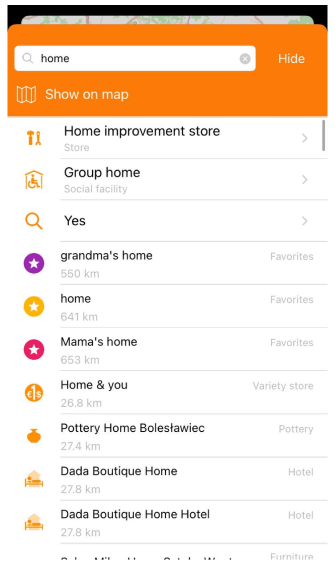 home
Hide
Show on map
Home improvement store
Store
Group home
Social facility
Yes
grandma's home Favorites
550 km
home Favorites
641 km
Mama's home Favorites
653 km
Home & you Variety store
26.8 km
Pottery Home Bolesławiec Pottery
27.4 km
Dada Boutique Home Hotel
27.8 km
Dada Boutique Home Hotel Hotel
27.8 km
Furniture